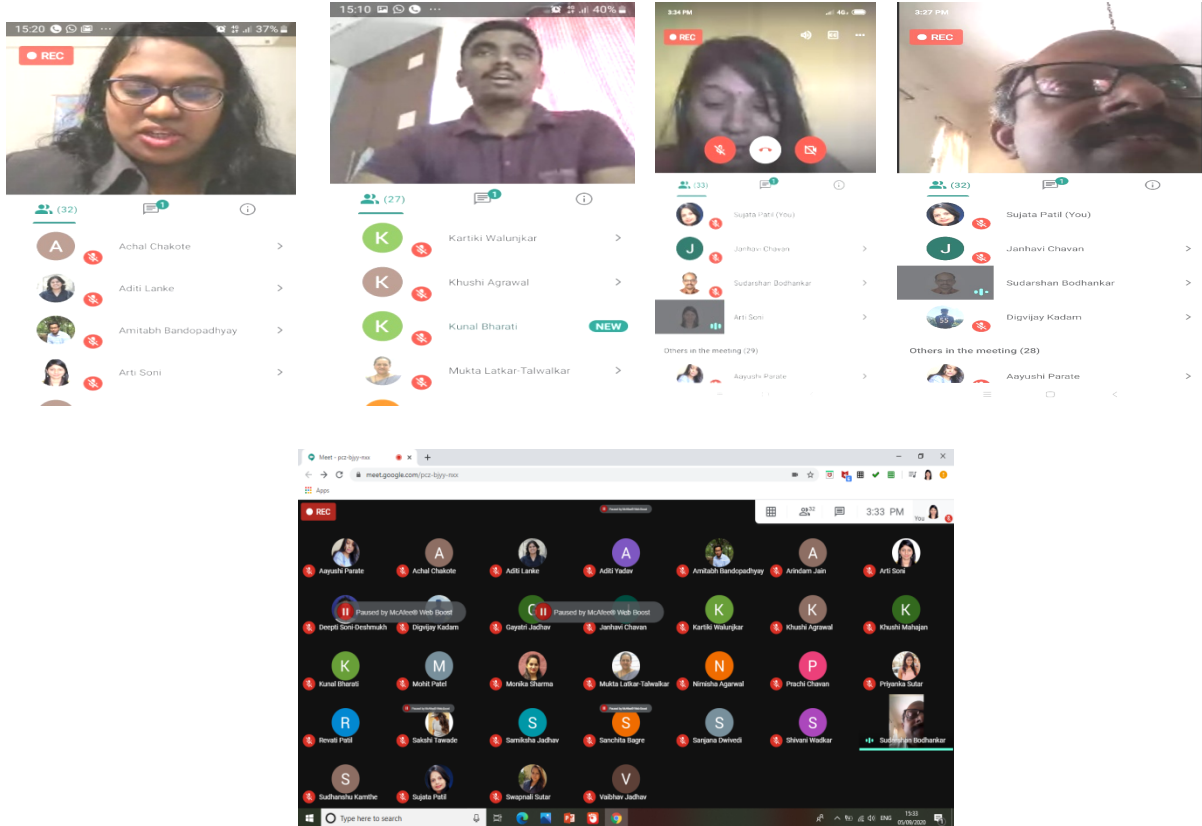 15:20 37%
REC
(32) 1
A Achal Chakote
Aditi Lanke
Amitabh Bandopadhyay
Arti Soni
15:10 40%
(27) 1
K Kartiki Walunjkar
K Khushi Agrawal
K Kunal Bharati NEW
Mukta Latkar-Talwalkar
3:34 PM 4G
REC
(33) 1
Sujata Patil (You)
J Janhavi Chavan
Sudarshan Bodhankar
Arti Soni
Others in the meeting (29)
Aayushi Parate
3:27 PM
REC
(32) 1
Sujata Patil (You)
J Janhavi Chavan
Sudarshan Bodhankar
55 Digvijay Kadam
Others in the meeting (28)
Aayushi Parate
Meet - pcz-bjyy-nxx
meet.google.com/pcz-bjyy-nxx
Apps
REC 32 3:33 PM You
A A A A
Aayushi Parate Achal Chakote Aditi Lanke Aditi Yadav Amitabh Bandopadhyay Arindam Jain Arti Soni
Paused by McAfee® Web Boost G Paused by McAfee® Web Boost K K K
Deepti Soni-Deshmukh Digvijay Kadam Gayatri Jadhav Janhavi Chavan Kartiki Walunjkar Khushi Agrawal Khushi Mahajan
K M N P
Kunal Bharati Mohit Patel Monika Sharma Mukta Latkar-Talwalkar Nimisha Agarwal Prachi Chavan Priyanka Sutar
R S S S S
Revati Patil Sakshi Tawade Samiksha Jadhav Sanchita Bagre Sanjana Dwivedi Shivani Wadkar Sudarshan Bodhankar
S V
Sudhanshu Kamthe Sujata Patil Swapnali Sutar Vaibhav Jadhav
Type here to search ENG 15:33
05/09/2020